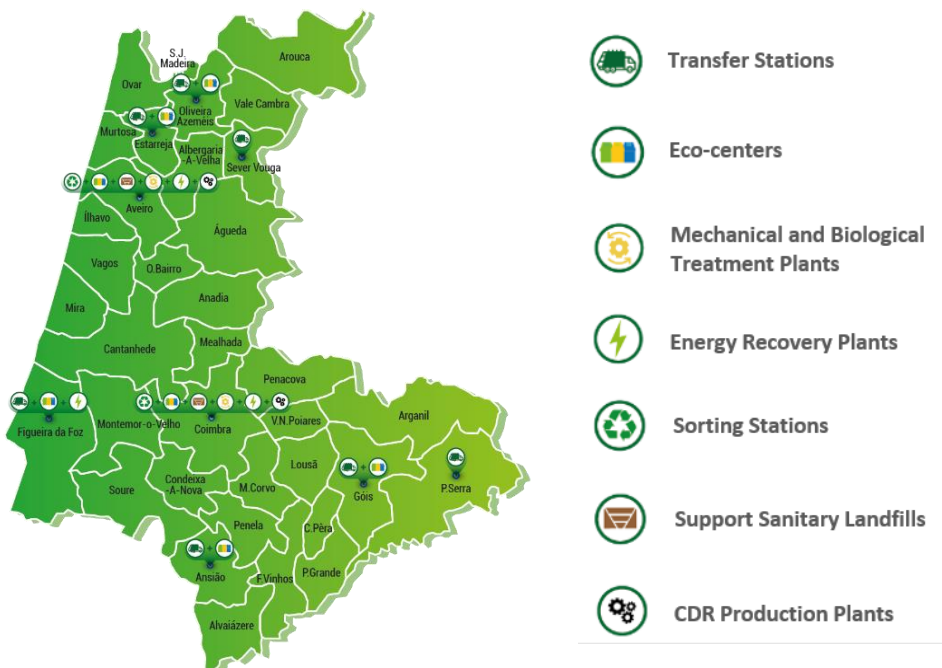 S.J.
Madeira
Arouca
Ovar
Oliveira
Azeméis
Vale Cambra
Murtosa
Estarreja
Albergaria
-A-Velha
Sever Vouga
Aveiro
Ílhavo
Águeda
Vagos
O.Bairro
Anadia
Mira
Cantanhede
Mealhada
Penacova
Figueira da Foz
Montemor-o-Velho
Coimbra
V.N.Poiares
Arganil
Soure
Condeixa
-A-Nova
M.Corvo
Lousã
Góis
P.Serra
Penela
C.Pêra
Ansião
F.Vinhos
P.Grande
Alvaiázere
Transfer Stations
Eco-centers
Mechanical and Biological
Treatment Plants
Energy Recovery Plants
Sorting Stations
Support Sanitary Landfills
CDR Production Plants